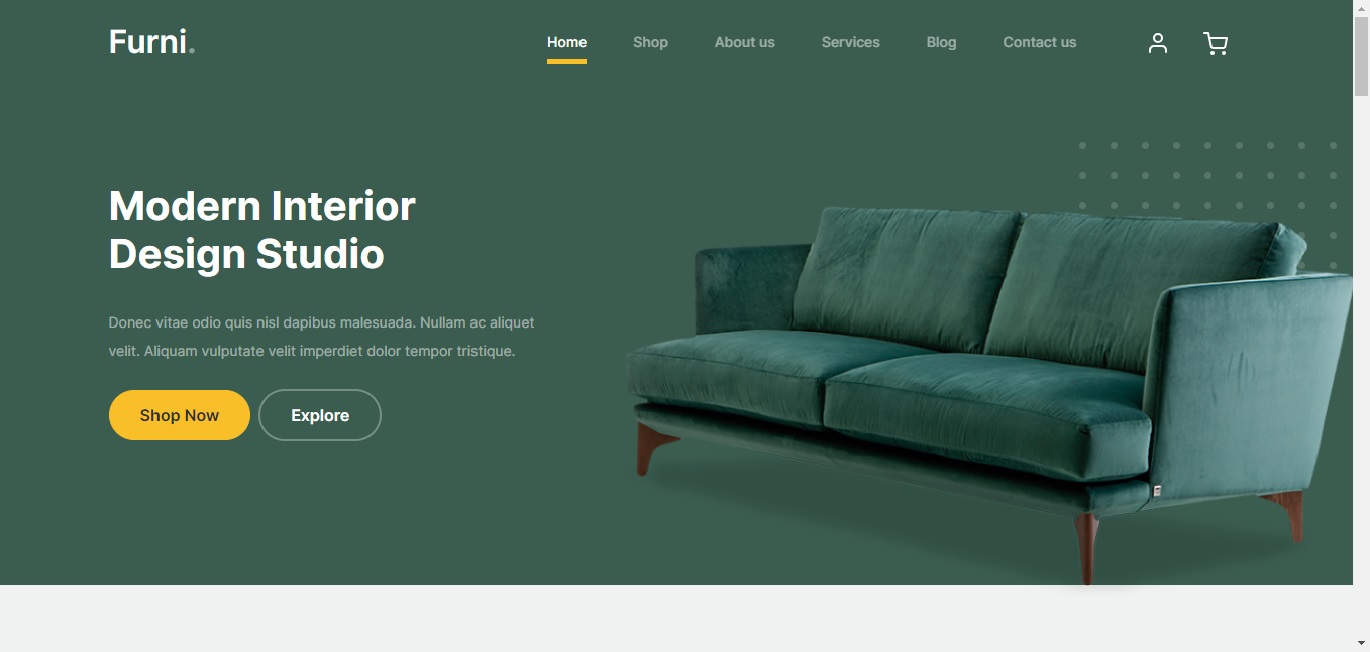 Furni.
Home Shop About us Services Blog Contact us
Modern Interior
Design Studio
Donec vitae odio quis nisl dapibus malesuada. Nullam ac aliquet
velit. Aliquam vulputate velit imperdiet dolor tempor tristique.
Shop Now Explore